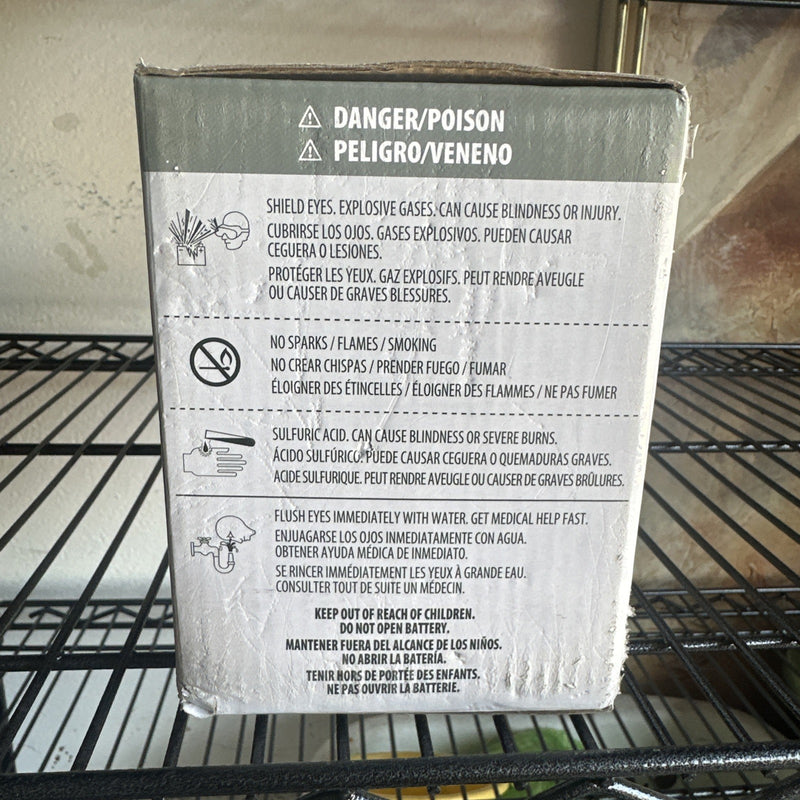 DANGER/POISON
PELIGRO/VENENO
SHIELD EYES. EXPLOSIVE GASES. CAN CAUSE BLINDNESS OR INJURY.
CUBRIRSE LOS OJOS. GASES EXPLOSIVOS. PUEDEN CAUSAR
CEGUERA O LESIONES.
PROTÉGER LES YEUX. GAZ EXPLOSIFS. PEUT RENDRE AVEUGLE
OU CAUSER DE GRAVES BLESSURES.
NO SPARKS / FLAMES / SMOKING
NO CREAR CHISPAS / PRENDER FUEGO / FUMAR
ÉLOIGNER DES ÉTINCELLES / ÉLOIGNER DES FLAMMES / NE PAS FUMER
SULFURIC ACID. CAN CAUSE BLINDNESS OR SEVERE BURNS.
ÁCIDO SULFÚRICO. PUEDE CAUSAR CEGUERA O QUEMADURAS GRAVES.
ACIDE SULFURIQUE. PEUT RENDRE AVEUGLE OU CAUSER DE GRAVES BRÛLURES.
FLUSH EYES IMMEDIATELY WITH WATER. GET MEDICAL HELP FAST.
ENJUAGARSE LOS OJOS INMEDIATAMENTE CON AGUA.
OBTENER AYUDA MÉDICA DE INMEDIATO.
SE RINCER IMMÉDIATEMENT LES YEUX À GRANDE EAU.
CONSULTER TOUT DE SUITE UN MÉDECIN.
KEEP OUT OF REACH OF CHILDREN.
DO NOT OPEN BATTERY.
MANTENER FUERA DEL ALCANCE DE LOS NIÑOS.
NO ABRIR LA BATERÍA.
TENIR HORS DE PORTÉE DES ENFANTS.
NE PAS OUVRIR LA BATTERIE.